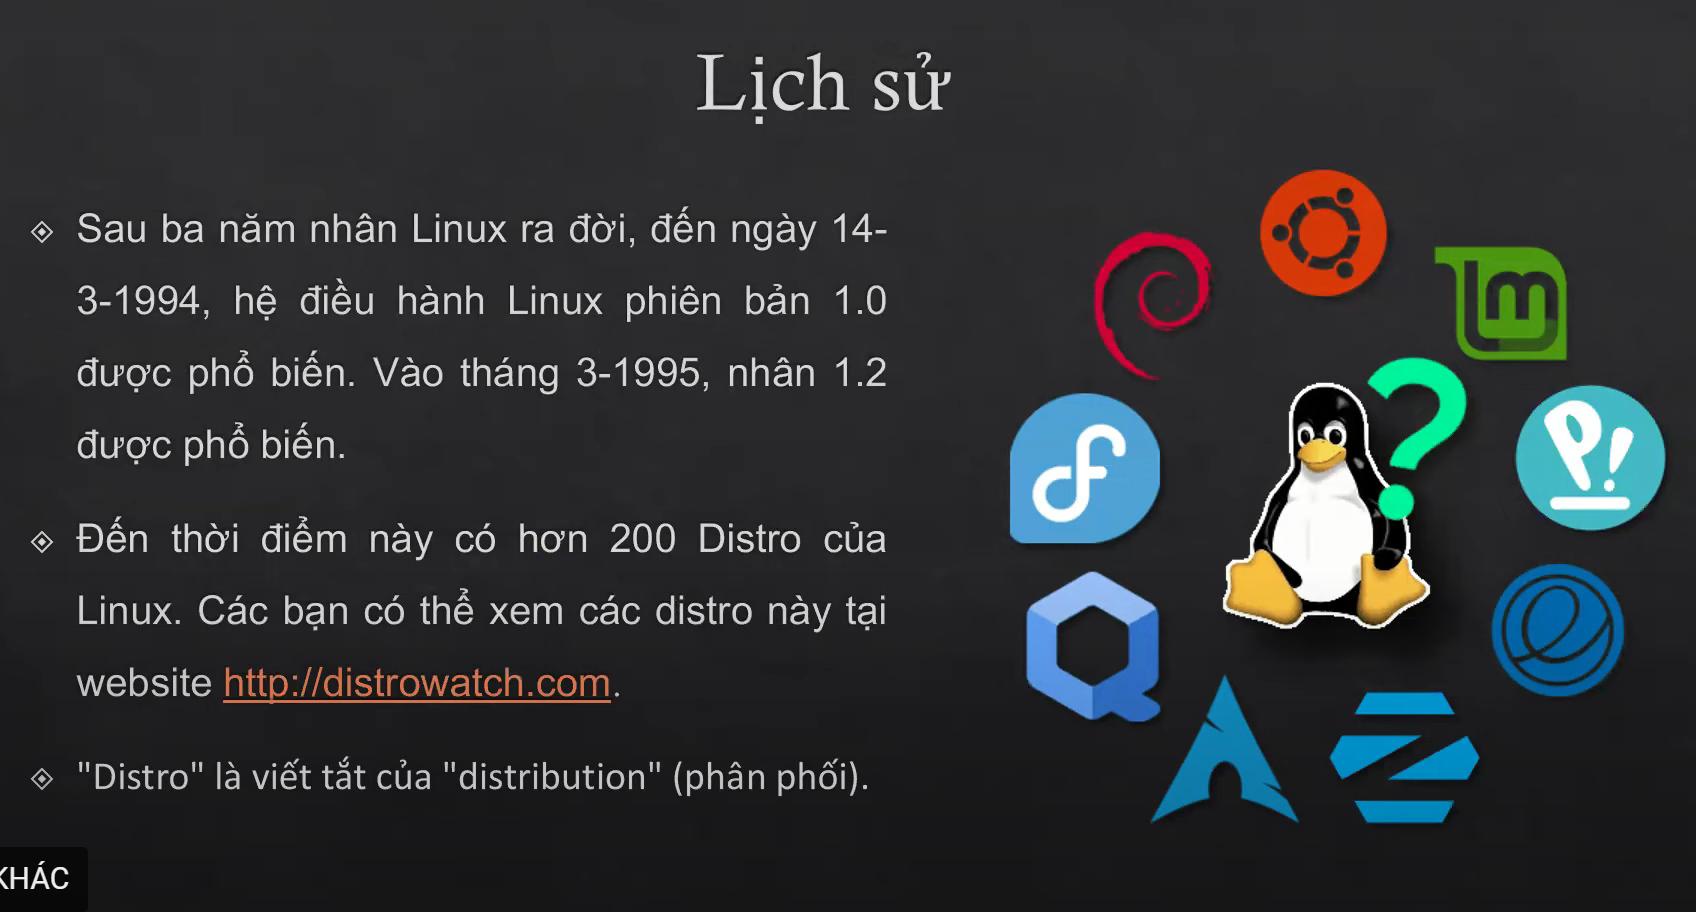 Lịch sử
Sau ba năm nhân Linux ra đời, đến ngày 14-
3-1994, hệ điều hành Linux phiên bản 1.0
được phổ biến. Vào tháng 3-1995, nhân 1.2
được phổ biến.
Đến thời điểm này có hơn 200 Distro của
Linux. Các bạn có thể xem các distro này tại
website http://distrowatch.com.
"Distro" là viết tắt của "distribution" (phân phối).
KHÁC